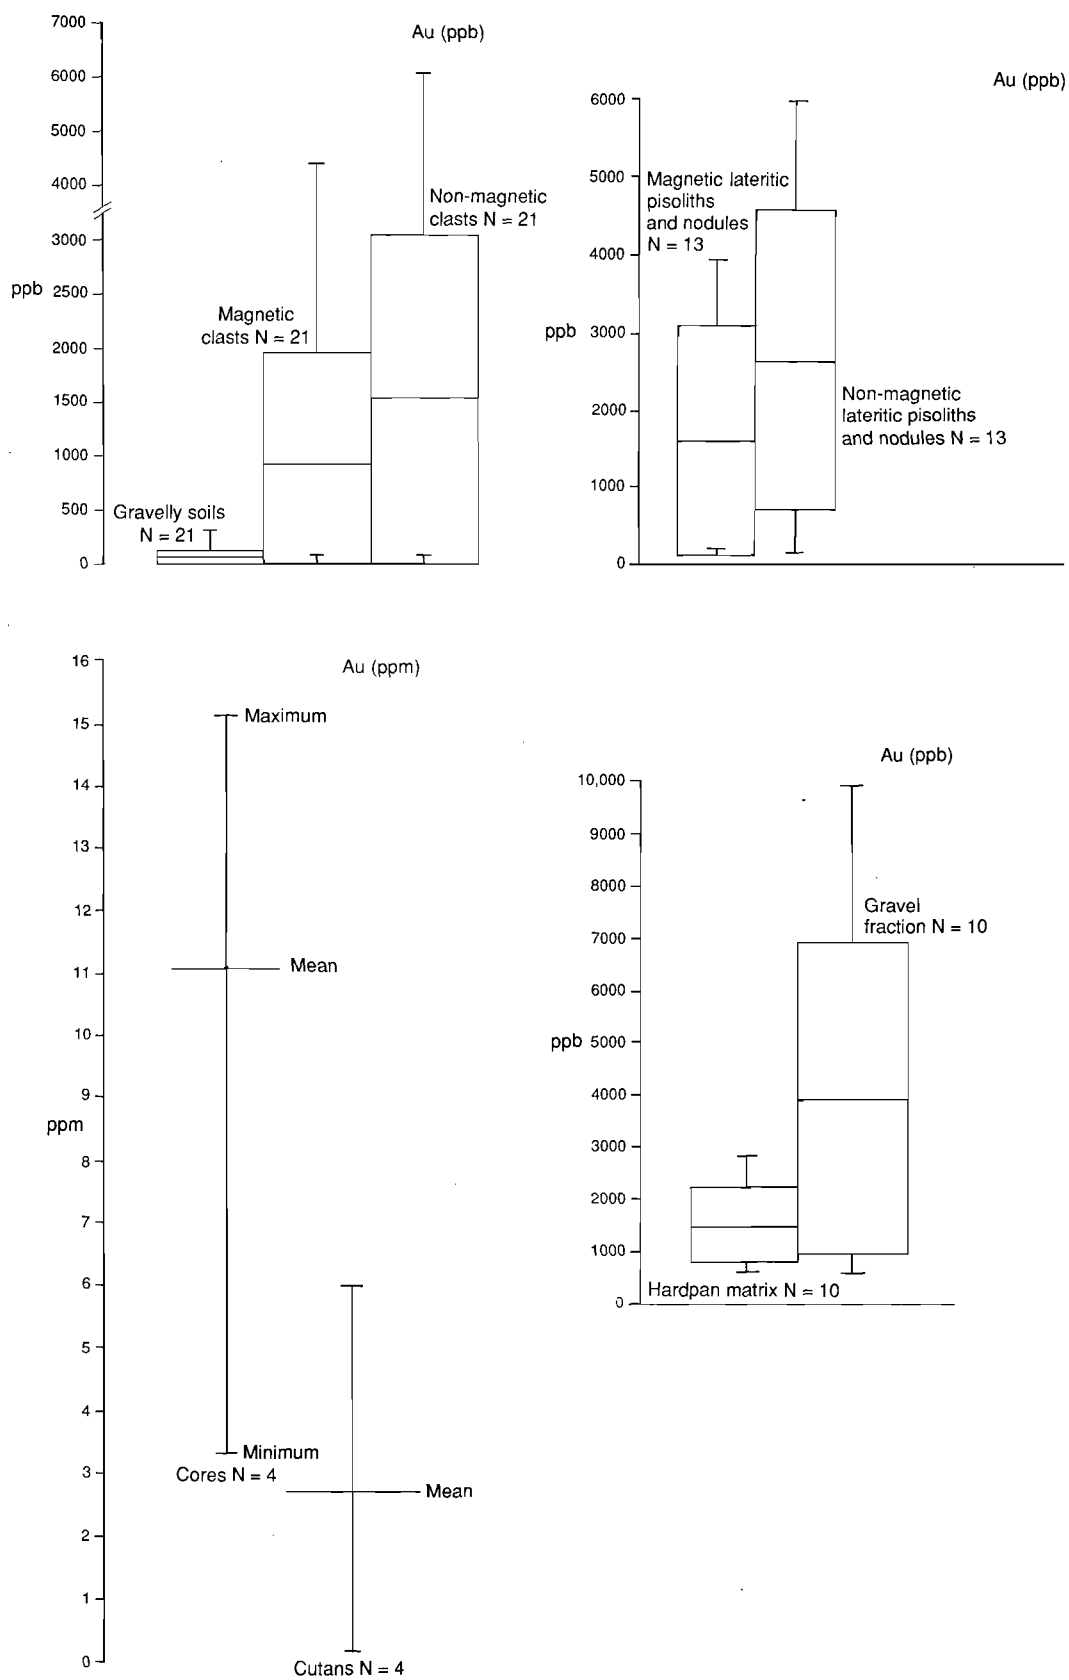 Au (ppb)
7000
6000
5000
4000
3000
ppb 2500
2000
1500
1000
500
0
Non-magnetic
clasts N = 21
Magnetic
clasts N = 21
Gravelly soils
N = 21
Au (ppb)
6000
5000
4000
ppb 3000
2000
1000
0
Magnetic lateritic
pisoliths
and nodules
N = 13
Non-magnetic
lateritic pisoliths
and nodules N = 13
Au (ppm)
16
15
14
13
12
11
10
9
ppm
8
7
6
5
4
3
2
1
0
Maximum
Mean
Minimum
Cores N = 4
Mean
Cutans N = 4
Au (ppb)
10,000
9000
8000
7000
6000
ppb 5000
4000
3000
2000
1000
0
Gravel
fraction N = 10
Hardpan matrix N = 10